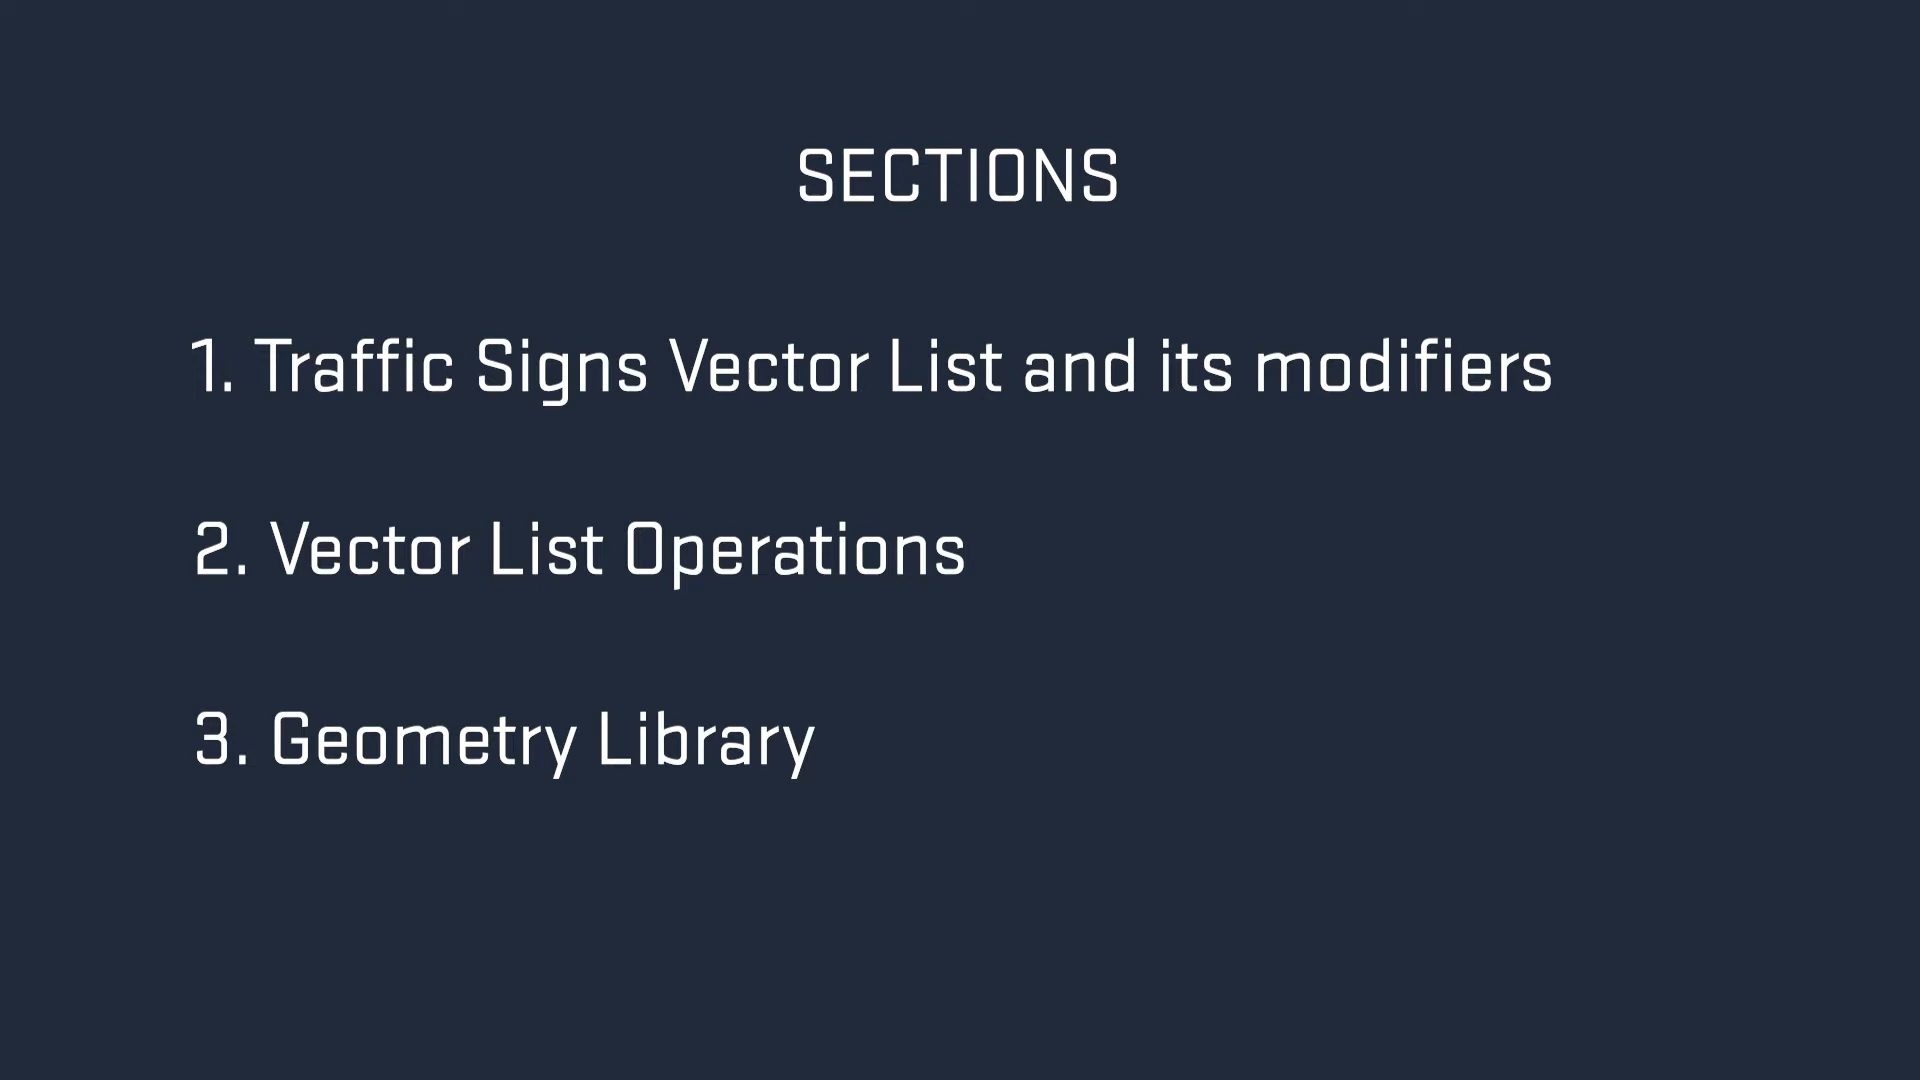 SECTIONS
1. Traffic Signs Vector List and its modifiers
2. Vector List Operations
3. Geometry Library